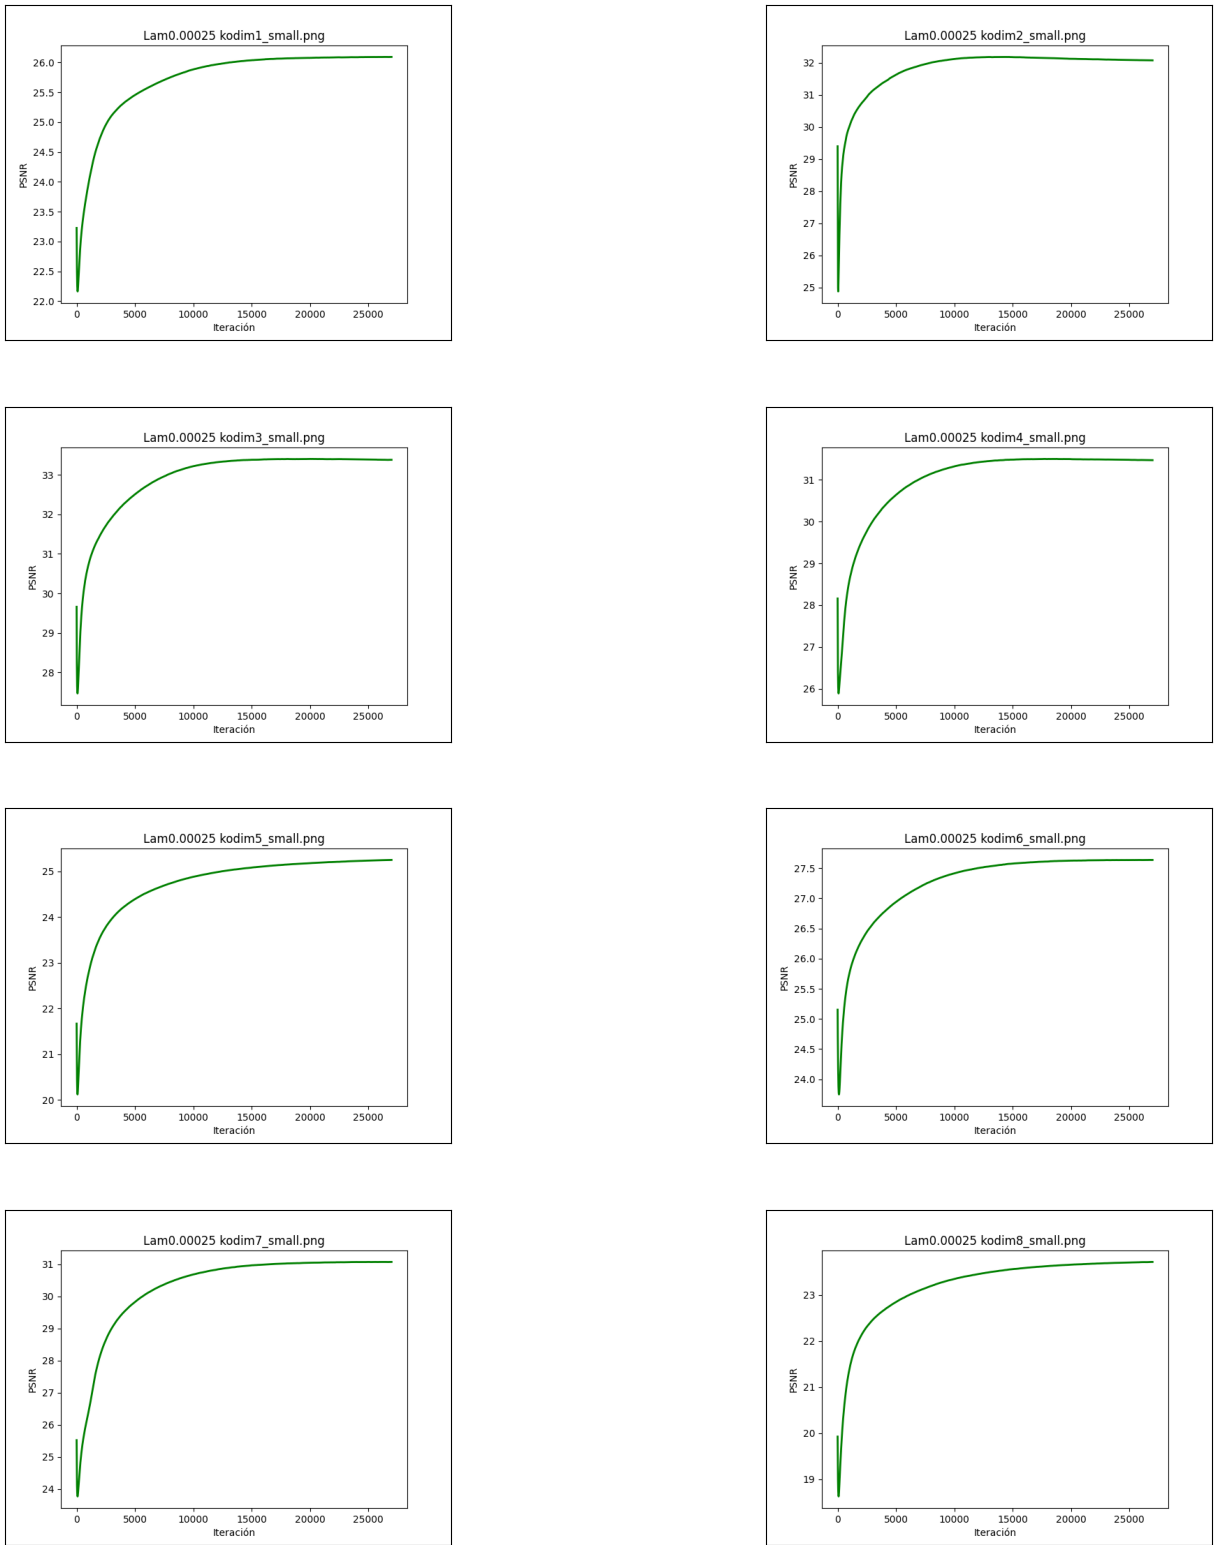 Lam0.00025 kodim1_small.png
26.0
25.5
25.0
24.5
24.0
23.5
23.0
22.5
22.0
PSNR
0 5000 10000 15000 20000 25000
Iteración
Lam0.00025 kodim2_small.png
32
31
30
29
28
27
26
25
PSNR
0 5000 10000 15000 20000 25000
Iteración
Lam0.00025 kodim3_small.png
33
32
31
30
29
28
PSNR
0 5000 10000 15000 20000 25000
Iteración
Lam0.00025 kodim4_small.png
31
30
29
28
27
26
PSNR
0 5000 10000 15000 20000 25000
Iteración
Lam0.00025 kodim5_small.png
25
24
23
22
21
20
PSNR
0 5000 10000 15000 20000 25000
Iteración
Lam0.00025 kodim6_small.png
27.5
27.0
26.5
26.0
25.5
25.0
24.5
24.0
PSNR
0 5000 10000 15000 20000 25000
Iteración
Lam0.00025 kodim7_small.png
31
30
29
28
27
26
25
24
PSNR
0 5000 10000 15000 20000 25000
Iteración
Lam0.00025 kodim8_small.png
23
22
21
20
19
PSNR
0 5000 10000 15000 20000 25000
Iteración